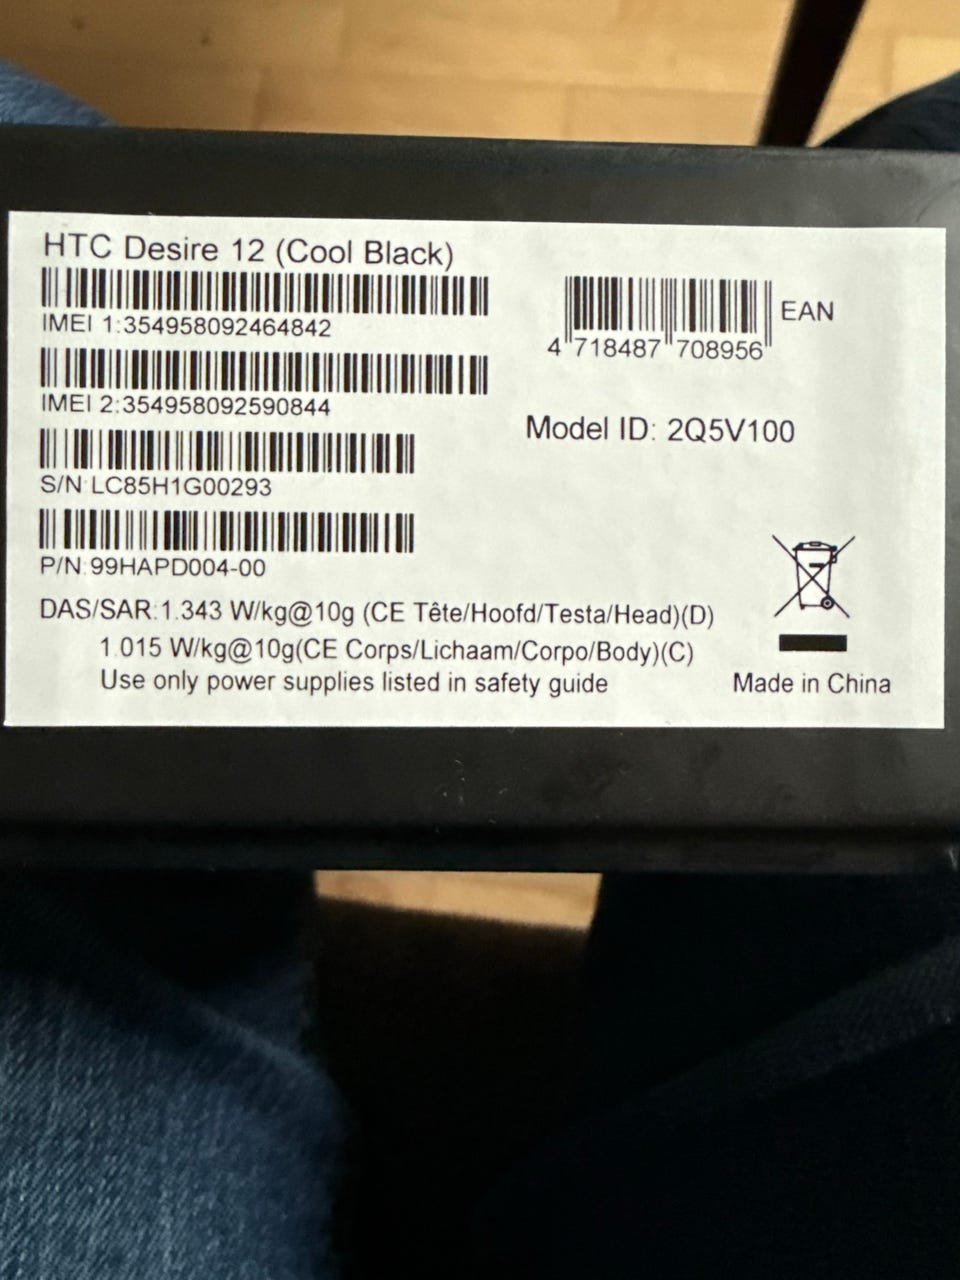 HTC Desire 12 (Cool Black)
IMEI 1:354958092464842
IMEI 2:354958092590844
S/N:LC85H1G00293
P/N:99HAPD004-00
EAN
4 718487 708956
Model ID: 2Q5V100
DAS/SAR:1.343 W/kg@10g (CE Tête/Hoofd/Testa/Head)(D)
1.015 W/kg@10g(CE Corps/Lichaam/Corpo/Body)(C)
Use only power supplies listed in safety guide
Made in China